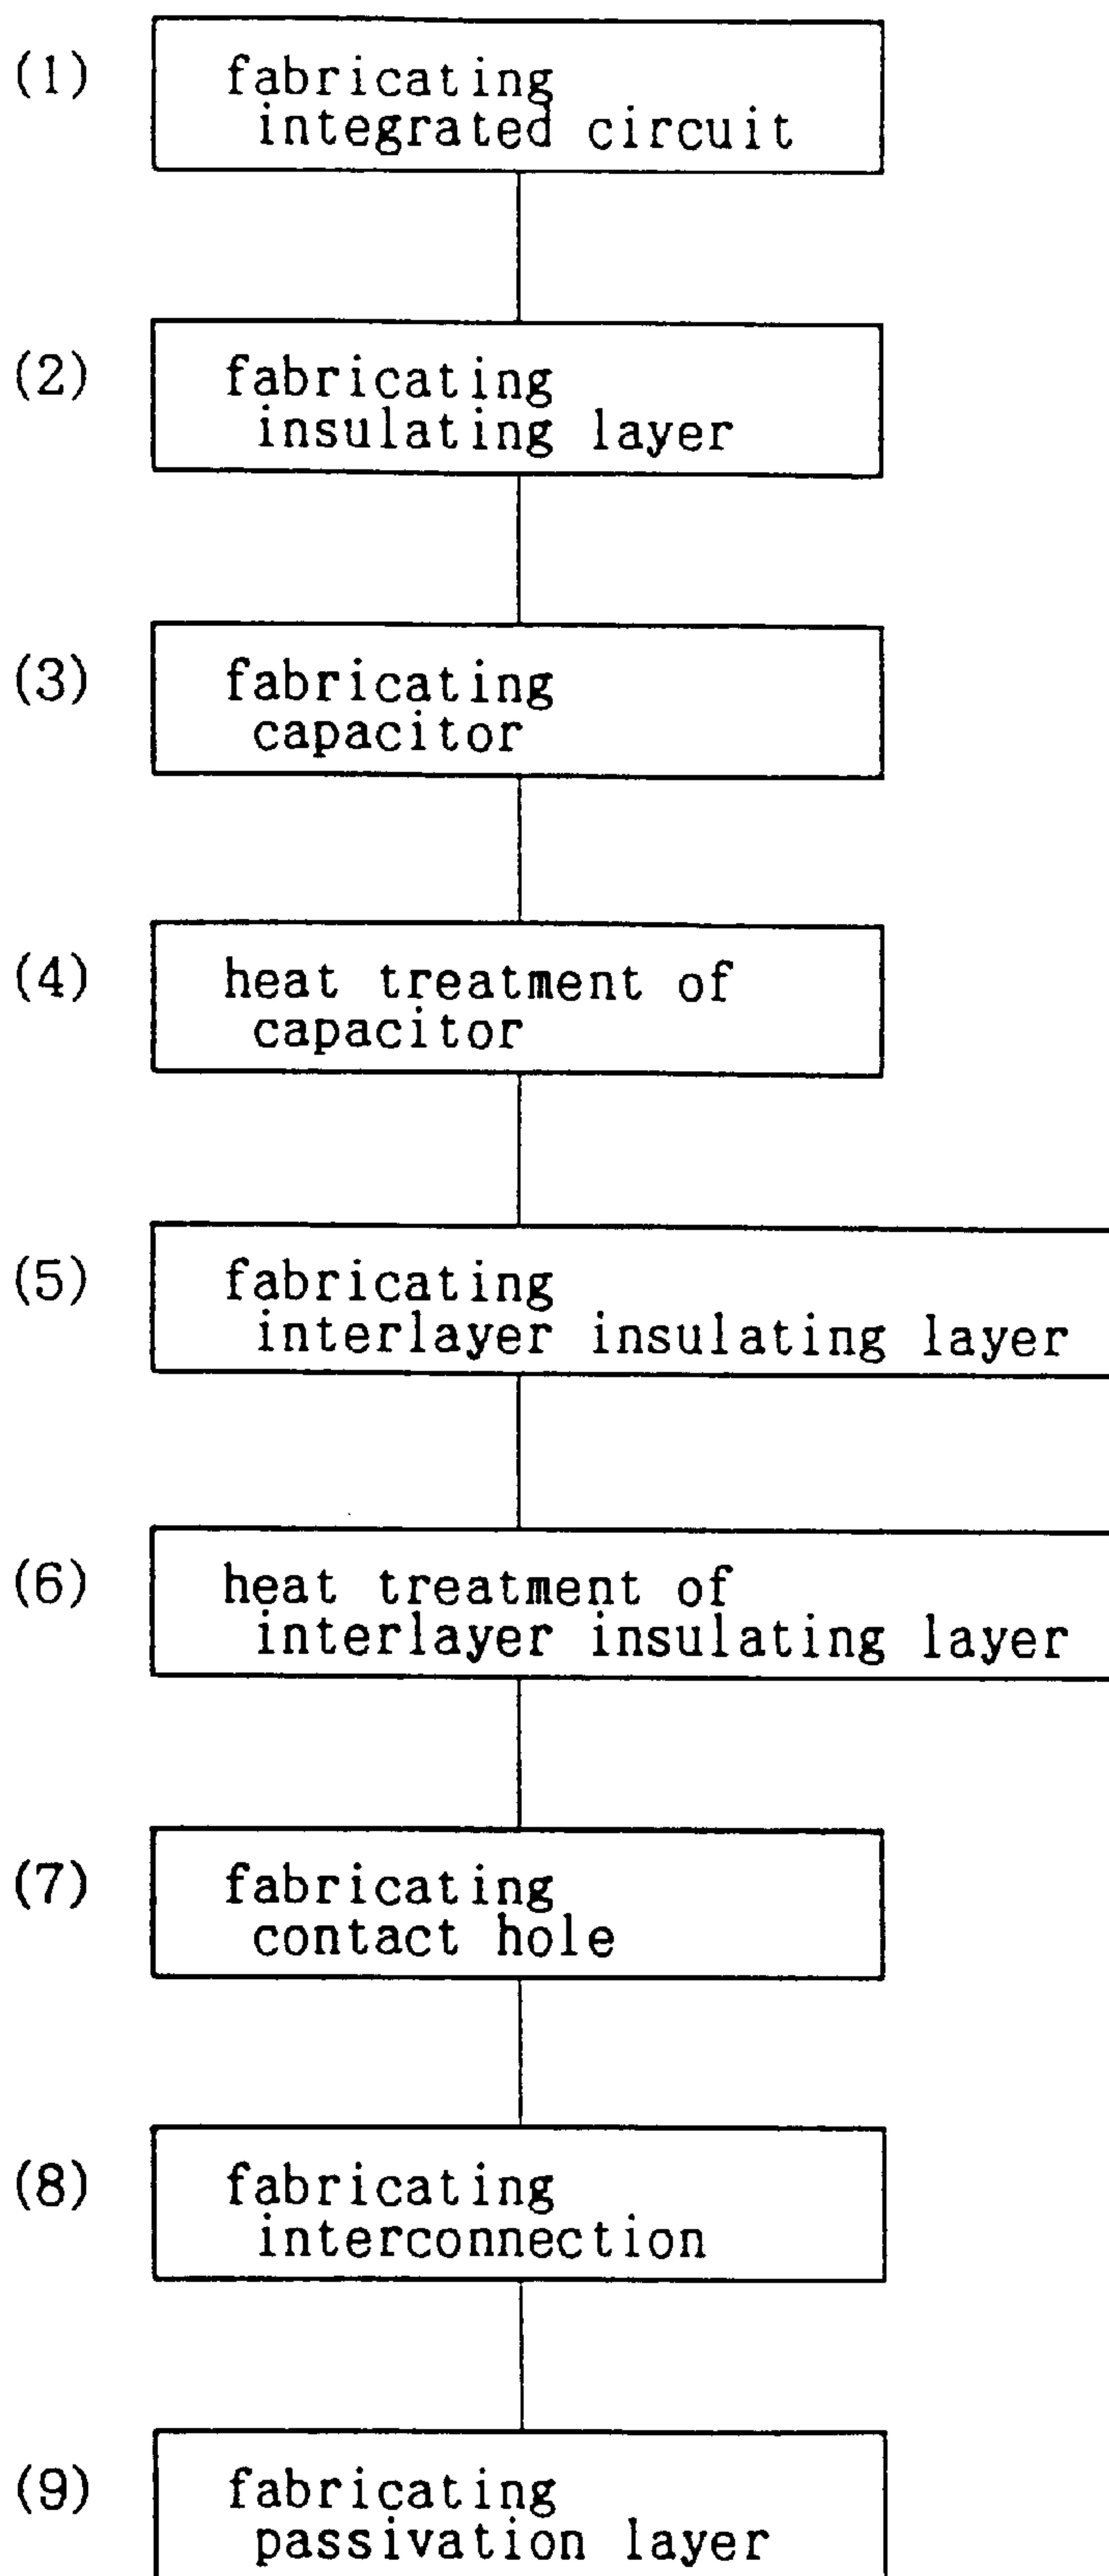 (1) fabricating
integrated circuit
(2) fabricating
insulating layer
(3) fabricating
capacitor
(4) heat treatment of
capacitor
(5) fabricating
interlayer insulating layer
(6) heat treatment of
interlayer insulating layer
(7) fabricating
contact hole
(8) fabricating
interconnection
(9) fabricating
passivation layer